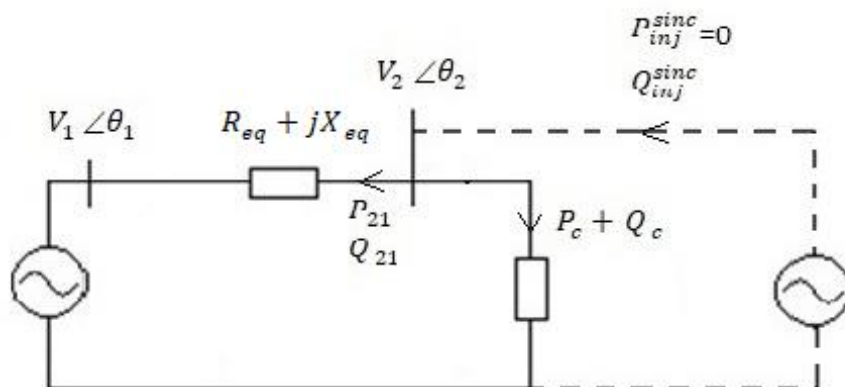 P_{inj}^{sinc}=0
V_2 ∠θ_2
Q_{inj}^{sinc}
V_1 ∠θ_1
R_{eq} + jX_{eq}
P_{21}
P_c + Q_c
Q_{21}